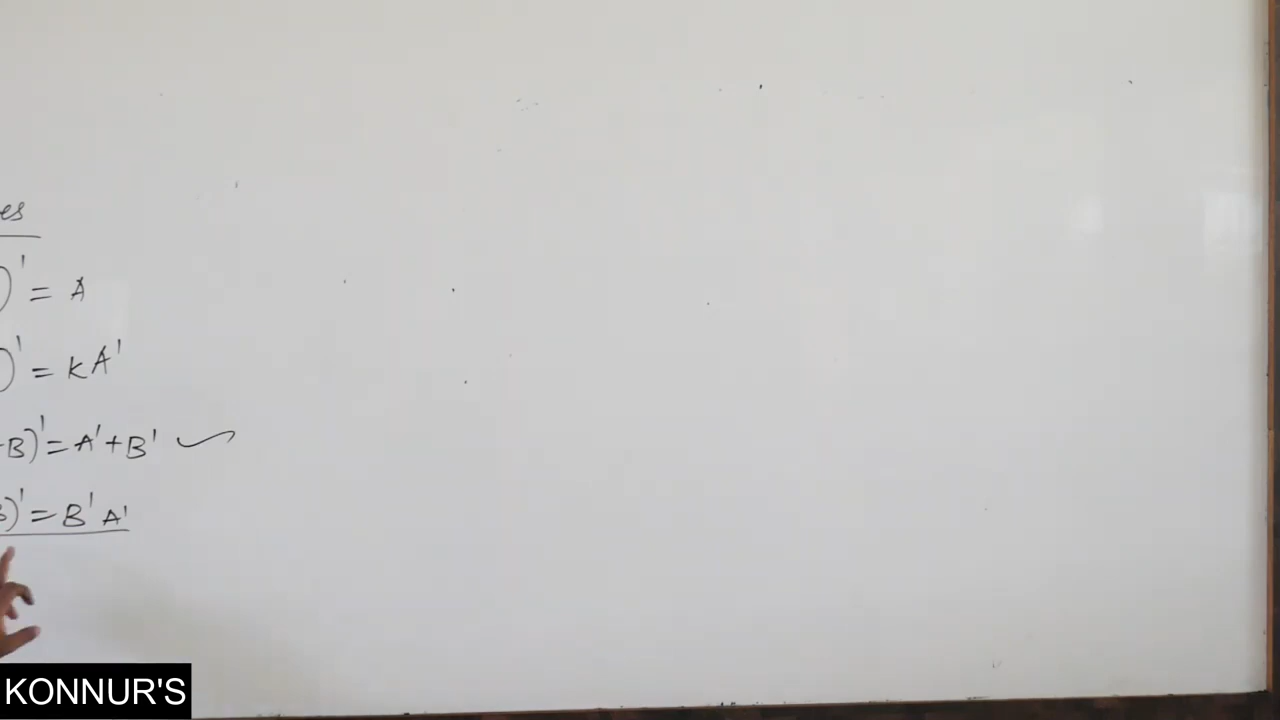 es
)' = A
)' = KA'
+B)' = A'+B'
B)' = B'A'
KONNUR'S